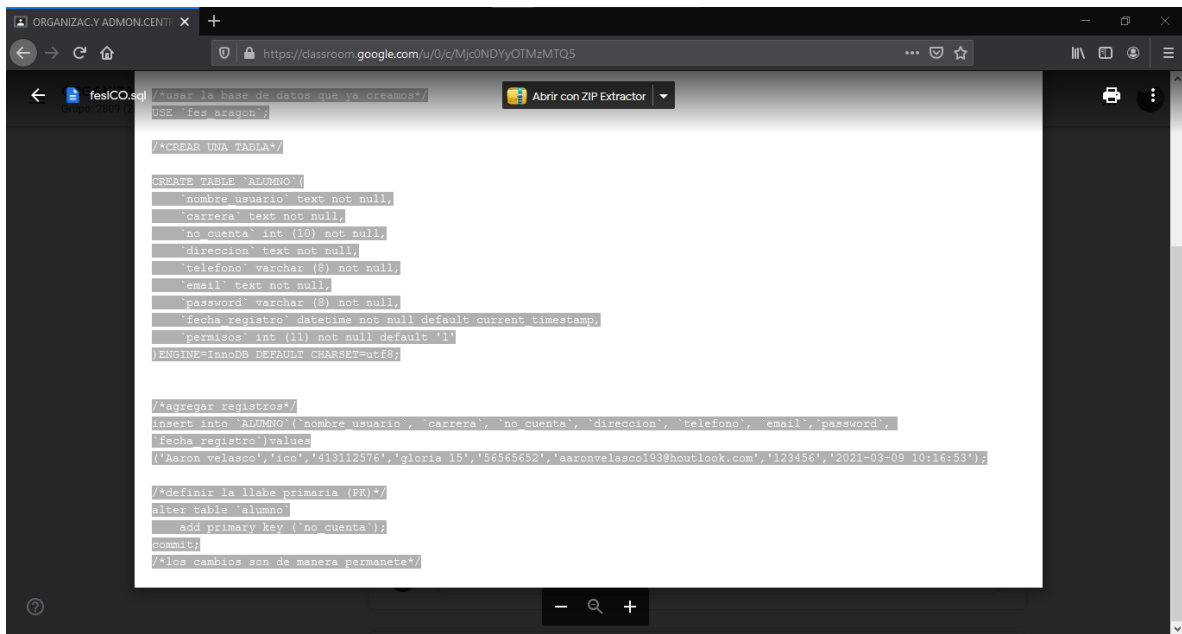 ORGANIZAC.Y ADMON.CENTR
https://classroom.google.com/u/0/c/Mjc0NDYyOTMzMTQ5
fesICO.sql
Abrir con ZIP Extractor
/*usar la base de datos que ya creamos*/
USE `fes_aragon`;
/*CREAR UNA TABLA*/
CREATE TABLE `ALUMNO`(
`nombre_usuario` text not null,
`carrera` text not null,
`no_cuenta` int (10) not null,
`direccion` text not null,
`telefono` varchar (8) not null,
`email` text not null,
`password` varchar (8) not null,
`fecha_registro` datetime not null default current_timestamp,
`permisos` int (11) not null default '1'
)ENGINE=InnoDB DEFAULT CHARSET=utf8;
/*agregar registros*/
insert into `ALUMNO`(`nombre_usuario`, `carrera`, `no_cuenta`, `direccion`, `telefono`, `email`,`password`,
`fecha_registro`)values
('Aaron velasco','ico','413112576','gloria 15','56565652','aaronvelasco193@houtlook.com','123456','2021-03-09 10:16:53');
/*definir la llabe primaria (PK)*/
alter table `alumno`
add primary key (`no_cuenta`);
commit;
/*los cambios son de manera permanete*/